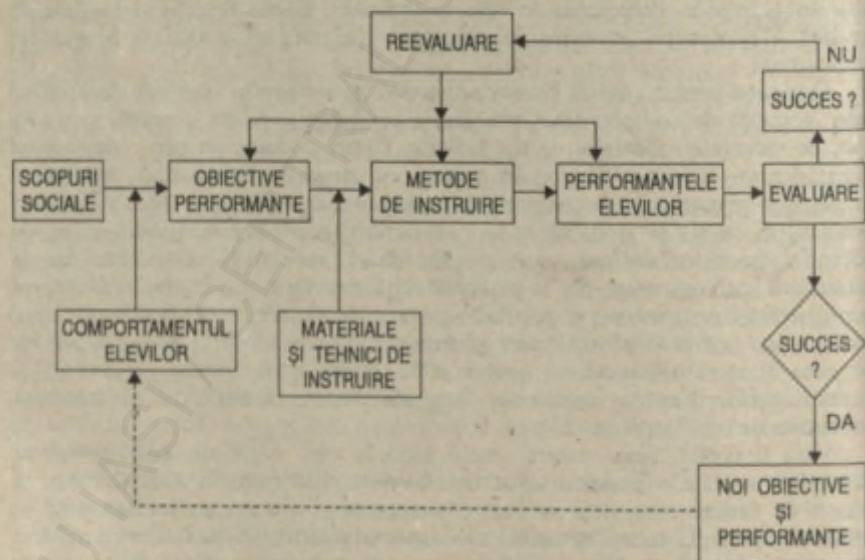 REEVALUARE
NU
SUCCES ?
SCOPURI
SOCIALE
OBIECTIVE
PERFORMANȚE
METODE
DE INSTRUIRE
PERFORMANȚELE
ELEVILOR
EVALUARE
COMPORTAMENTUL
ELEVILOR
MATERIALE
ȘI TEHNICI DE
INSTRUIRE
SUCCES
?
DA
NOI OBIECTIVE
ȘI
PERFORMANȚE